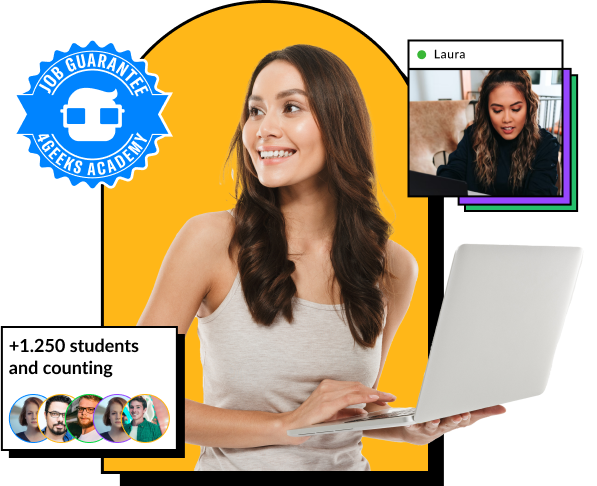 JOB GUARANTEE
4GEEKS ACADEMY
Laura
+1.250 students
and counting